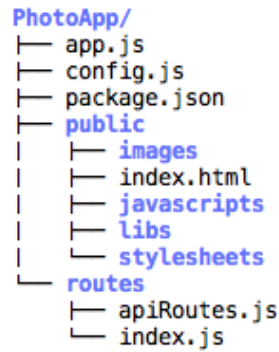 PhotoApp/
├── app.js
├── config.js
├── package.json
├── public
│   ├── images
│   ├── index.html
│   ├── javascripts
│   ├── libs
│   └── stylesheets
└── routes
    ├── apiRoutes.js
    └── index.js